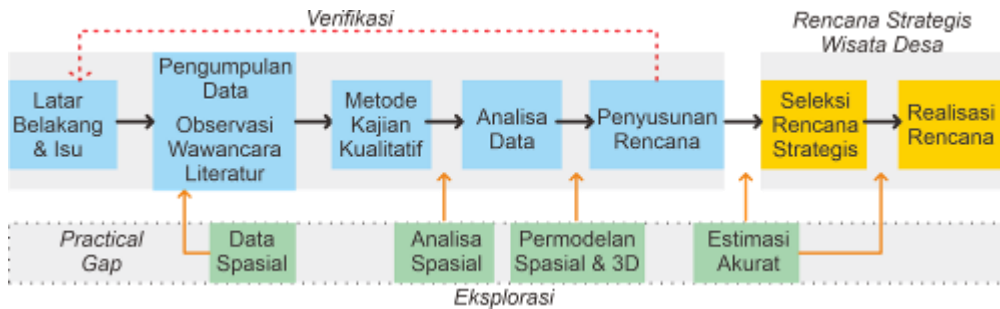 Verifikasi
Rencana Strategis
Wisata Desa
Latar
Belakang
& Isu
Pengumpulan
Data
Observasi
Wawancara
Literatur
Metode
Kajian
Kualitatif
Analisa
Data
Penyusunan
Rencana
Seleksi
Rencana
Strategis
Realisasi
Rencana
Practical
Gap
Data
Spasial
Analisa
Spasial
Permodelan
Spasial & 3D
Estimasi
Akurat
Eksplorasi